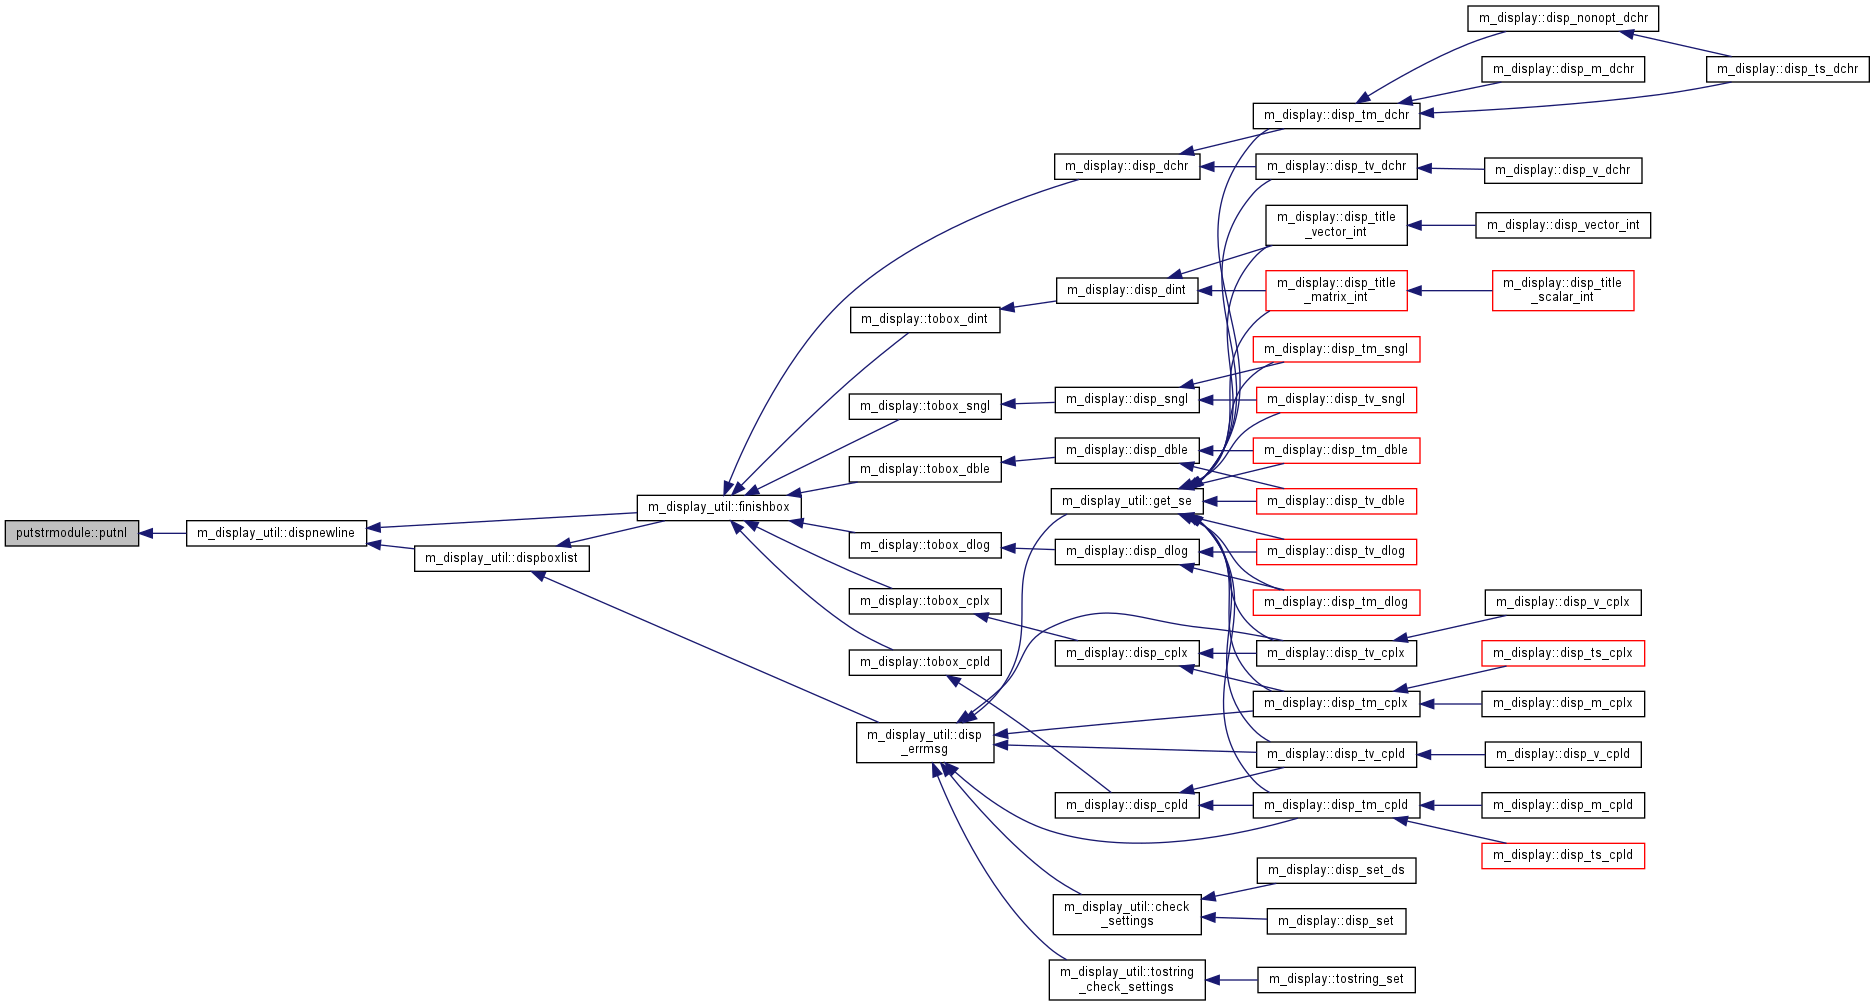 putstrmodule::putnl
m_display_util::dispnewline
m_display_util::dispboxlist
m_display_util::finishbox
m_display::tobox_dint
m_display::tobox_sngl
m_display::tobox_dble
m_display::tobox_dlog
m_display::tobox_cplx
m_display::tobox_cpld
m_display_util::disp
_errmsg
m_display::disp_dchr
m_display::disp_dint
m_display::disp_sngl
m_display::disp_dble
m_display_util::get_se
m_display::disp_dlog
m_display::disp_cplx
m_display::disp_cpld
m_display_util::check
_settings
m_display_util::tostring
_check_settings
m_display::disp_tm_dchr
m_display::disp_tv_dchr
m_display::disp_title
_vector_int
m_display::disp_title
_matrix_int
m_display::disp_tm_sngl
m_display::disp_tv_sngl
m_display::disp_tm_dble
m_display::disp_tv_dble
m_display::disp_tv_dlog
m_display::disp_tm_dlog
m_display::disp_tv_cplx
m_display::disp_tm_cplx
m_display::disp_tv_cpld
m_display::disp_tm_cpld
m_display::disp_set_ds
m_display::disp_set
m_display::tostring_set
m_display::disp_nonopt_dchr
m_display::disp_m_dchr
m_display::disp_ts_dchr
m_display::disp_v_dchr
m_display::disp_vector_int
m_display::disp_title
_scalar_int
m_display::disp_v_cplx
m_display::disp_ts_cplx
m_display::disp_m_cplx
m_display::disp_v_cpld
m_display::disp_m_cpld
m_display::disp_ts_cpld